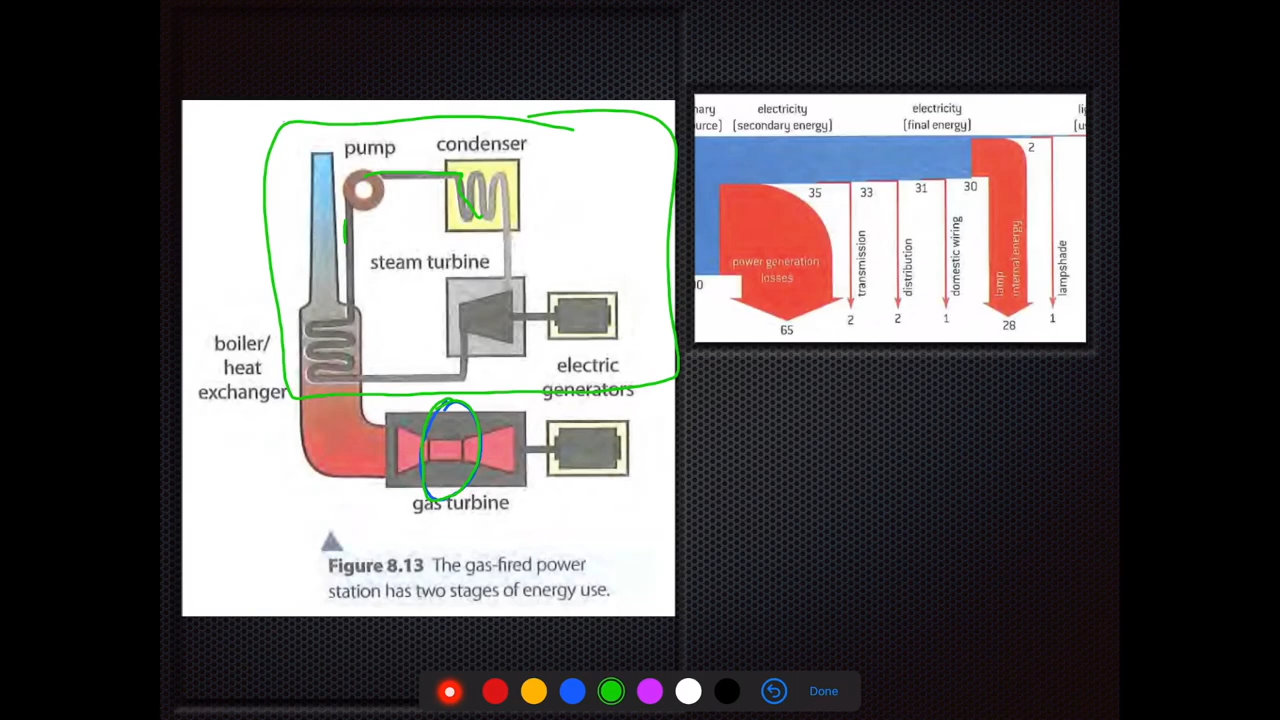 pump
condenser
steam turbine
boiler/
heat
exchanger
electric
generators
gas turbine
Figure 8.13 The gas-fired power
station has two stages of energy use.
electricity
[secondary energy]
electricity
[final energy]
2
35
33
31
30
power generation
losses
transmission
distribution
domestic wiring
lamp
internal energy
lampshade
65
2
2
1
28
1
Done